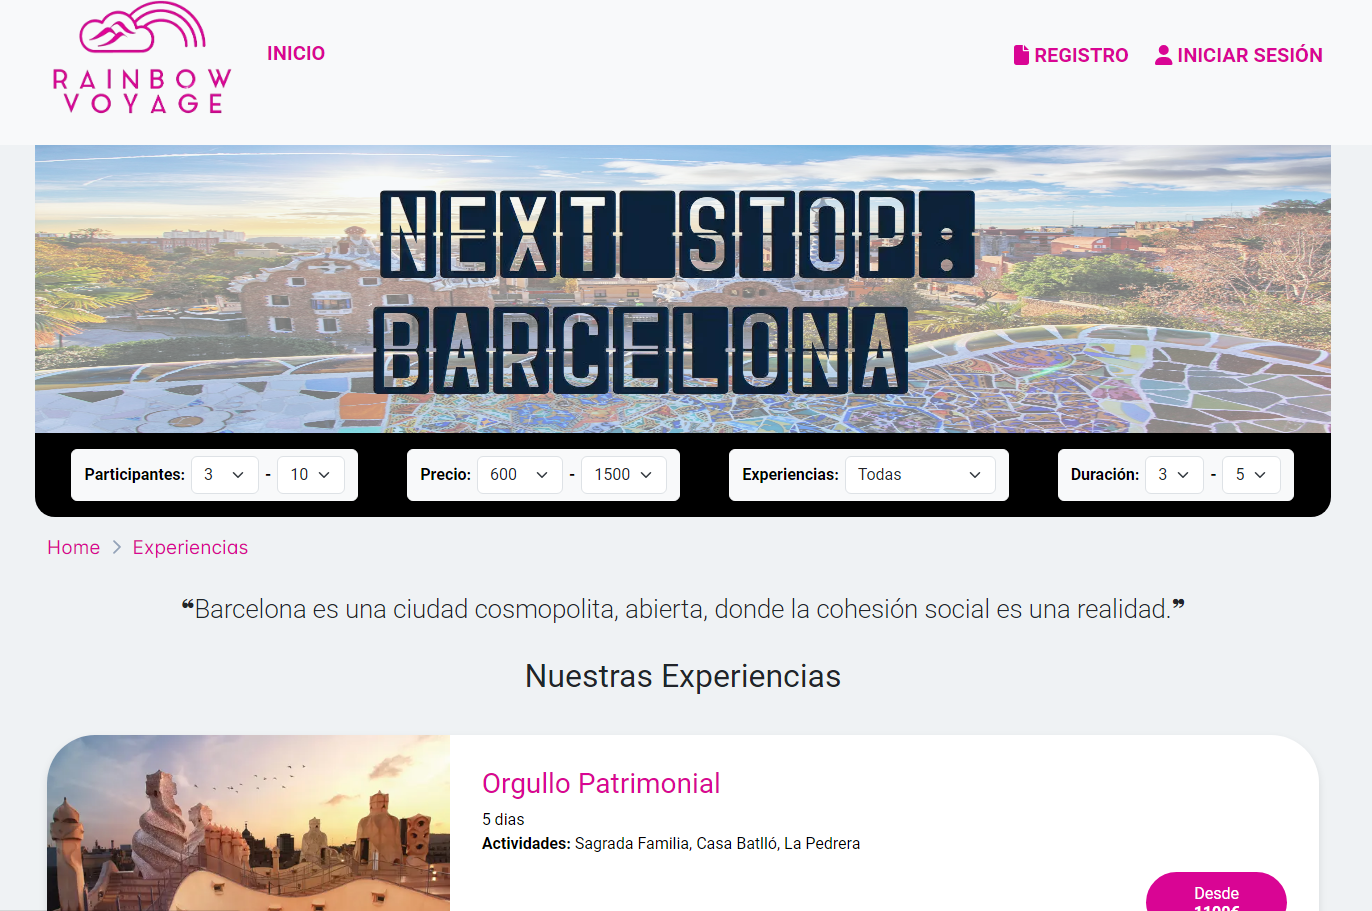 RAINBOW
VOYAGE
INICIO
REGISTRO
INICIAR SESIÓN
NEXT STOP:
BARCELONA
Participantes: 3 - 10
Precio: 600 - 1500
Experiencias: Todas
Duración: 3 - 5
Home > Experiencias
❝Barcelona es una ciudad cosmopolita, abierta, donde la cohesión social es una realidad.❞
Nuestras Experiencias
Orgullo Patrimonial
5 dias
Actividades: Sagrada Familia, Casa Batlló, La Pedrera
Desde